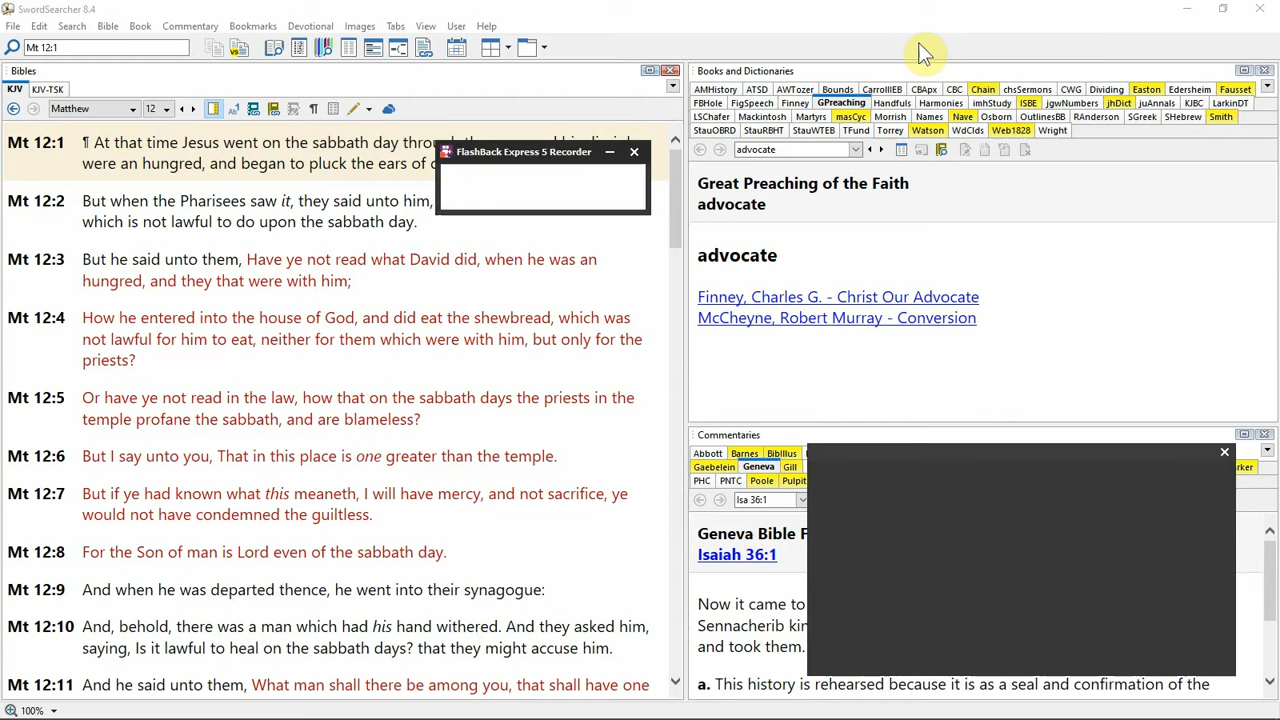 SwordSearcher 8.4
File Edit Search Bible Book Commentary Bookmarks Devotional Images Tabs View User Help
Mt 12:1
Bibles
KJV KJV-TSK
Matthew 12
Mt 12:1 ¶ At that time Jesus went on the sabbath day
were an hungred, and began to pluck the ears of
Mt 12:2 But when the Pharisees saw it, they said unto him,
which is not lawful to do upon the sabbath day.
Mt 12:3 But he said unto them, Have ye not read what David did, when he was an
hungred, and they that were with him;
Mt 12:4 How he entered into the house of God, and did eat the shewbread, which was
not lawful for him to eat, neither for them which were with him, but only for the
priests?
Mt 12:5 Or have ye not read in the law, how that on the sabbath days the priests in the
temple profane the sabbath, and are blameless?
Mt 12:6 But I say unto you, That in this place is one greater than the temple.
Mt 12:7 But if ye had known what this meaneth, I will have mercy, and not sacrifice, ye
would not have condemned the guiltless.
Mt 12:8 For the Son of man is Lord even of the sabbath day.
Mt 12:9 And when he was departed thence, he went into their synagogue:
Mt 12:10 And, behold, there was a man which had his hand withered. And they asked him,
saying, Is it lawful to heal on the sabbath days? that they might accuse him.
Mt 12:11 And he said unto them, What man shall there be among you, that shall have one
100%
FlashBack Express 5 Recorder
Books and Dictionaries
AMHistory ATSD AWTozer Bounds CarrollIEB CBApx CBC Chain chsSermons CWG Dividing Easton Edersheim Fausset
FBHole FigSpeech Finney GPreaching Handfuls Harmonies imhStudy ISBE jgwNumbers jhDict juAnnals KJBC LarkinDT
LSChafer Mackintosh Martyrs masCyc Morrish Names Nave Osborn OxfordBU RAnderson SGreek SHebrew Smith
StauOBRD StauRBHT StauWTEB TFund Torrey Watson WdClds Web1828 Wright
advocate
Great Preaching of the Faith
advocate
advocate
Finney, Charles G. - Christ Our Advocate
McCheyne, Robert Murray - Conversion
Commentaries
Abbott Barnes BibIllus
Gaebelein Geneva Gill
PHC PNTC Poole Pulpit
Isa 36:1
Geneva Bible
Isaiah 36:1
Now it came to
Sennacherib
and took them.
a. This history is rehearsed because it is as a seal and confirmation of the